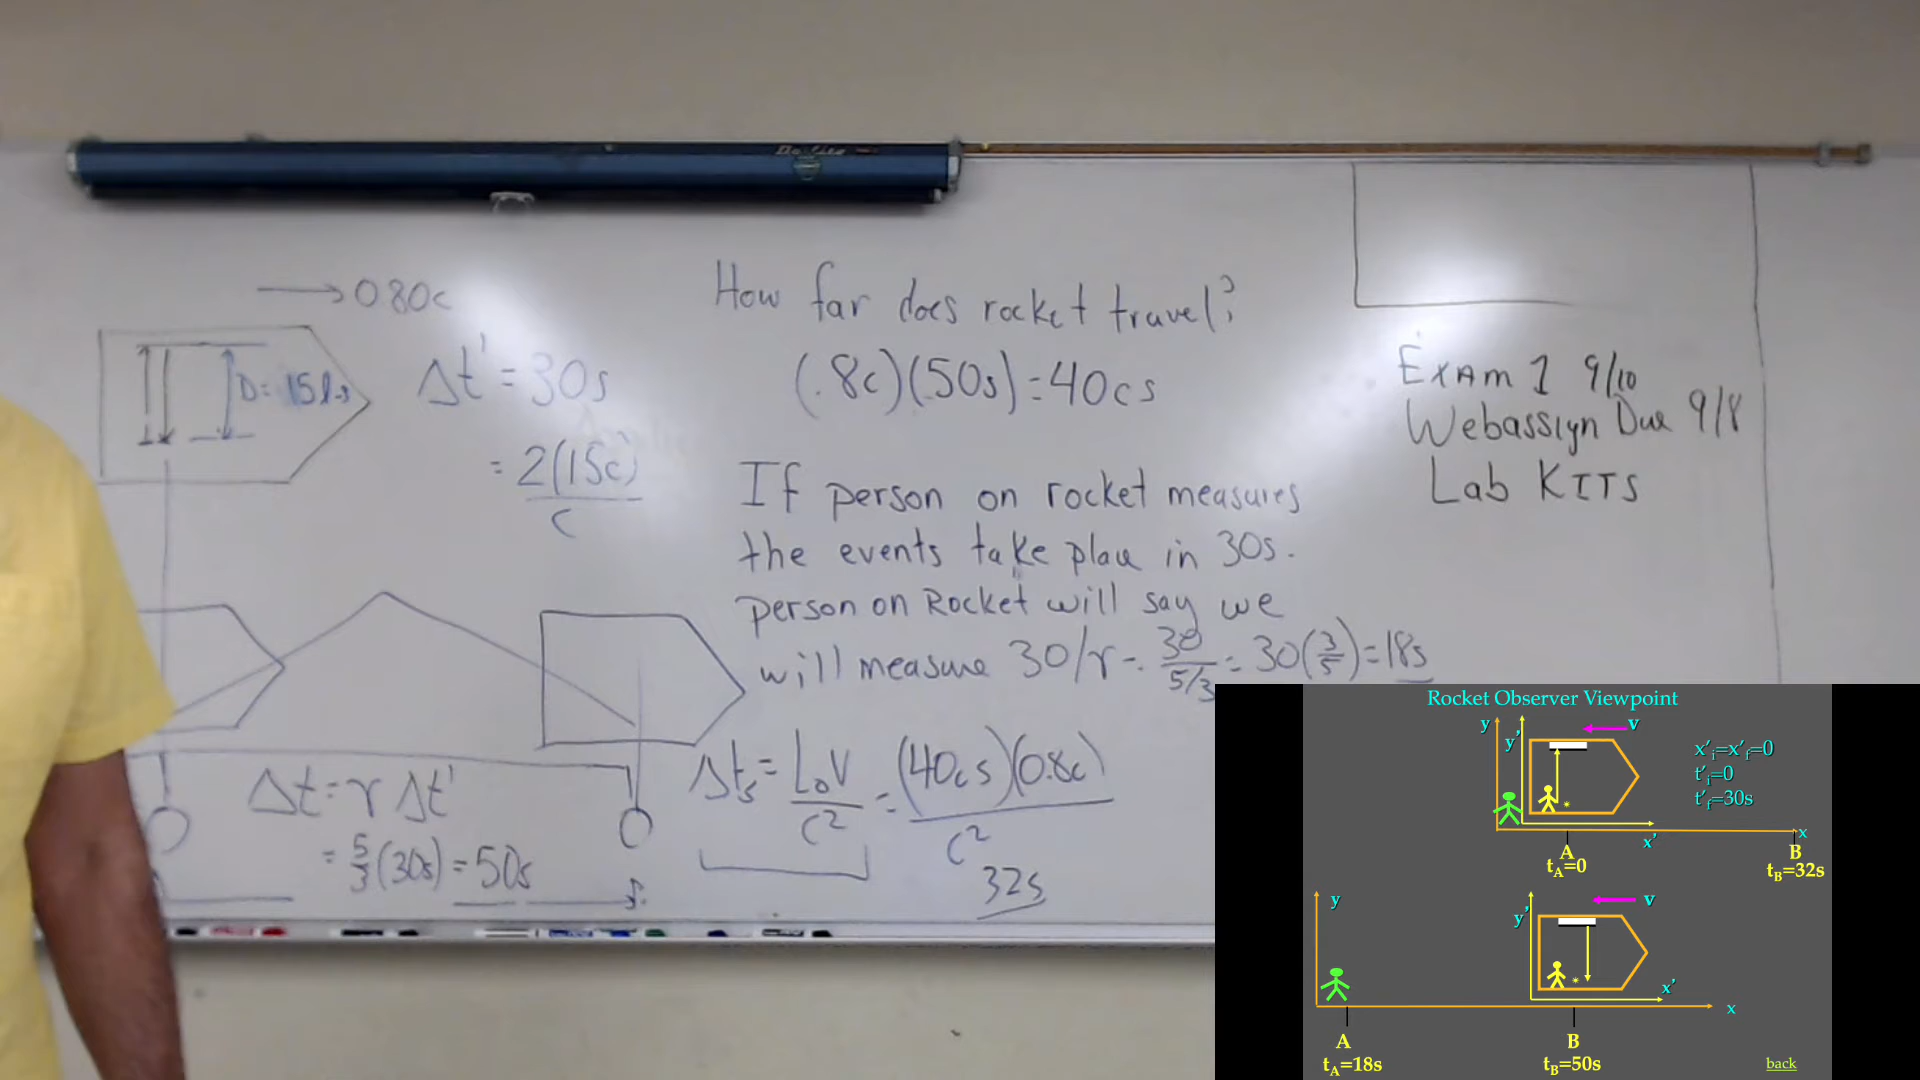 Da-Lite
→ 0.80c
D = 15 l-s
Δt' = 30s
= 2(15c)
c
How far does rocket travel?
(.8c)(50s) = 40cs
Exam 1 9/10
Webassign Due 9/8
Lab KITS
If person on rocket measures
the events take place in 30s.
person on Rocket will say we
will measure 30/γ = 30/5/3 = 30(3/5) = 18s
Δt = γ Δt'
= 5/3 (30s) = 50s
Δts = L₀V/c² = (40cs)(0.8c)/c²
32s
Rocket Observer Viewpoint
y
y'
v
x'i=x'f=0
t'i=0
t'f=30s
x
x'
A
B
tA=0
tB=32s
y
y'
v
x'
x
A
B
tA=18s
tB=50s
back